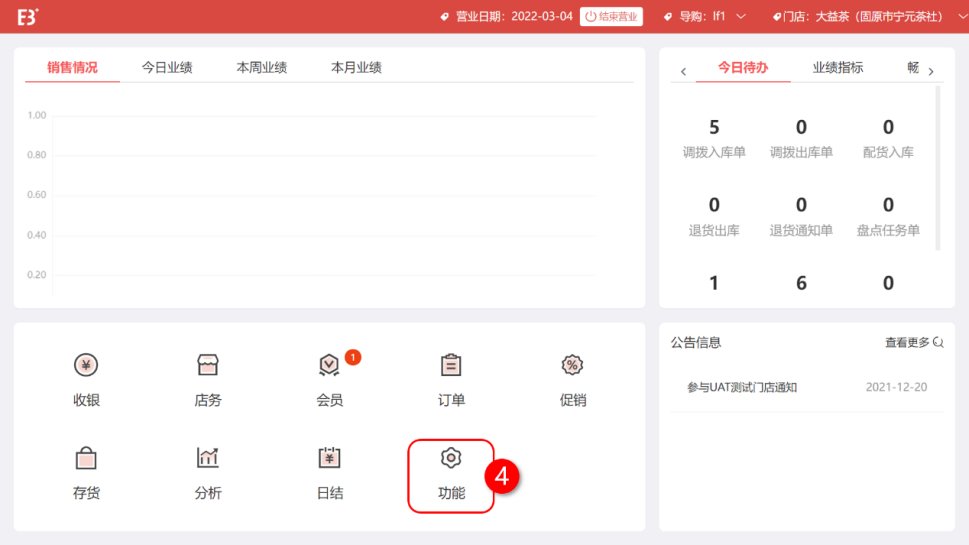 E3+ 营业日期：2022-03-04 结束营业 导购：lf1 门店：大益茶（固原市宁元茶社）
销售情况 今日业绩 本周业绩 本月业绩
1.00
0.80
0.60
0.40
0.20
今日待办 业绩指标 畅
5 0 0
调拨入库单 调拨出库单 配货入库
0 0 0
退货出库 退货通知单 盘点任务单
1 6 0
1
收银 店务 会员 订单 促销
存货 分析 日结 功能
4
公告信息 查看更多
参与UAT测试门店通知 2021-12-20